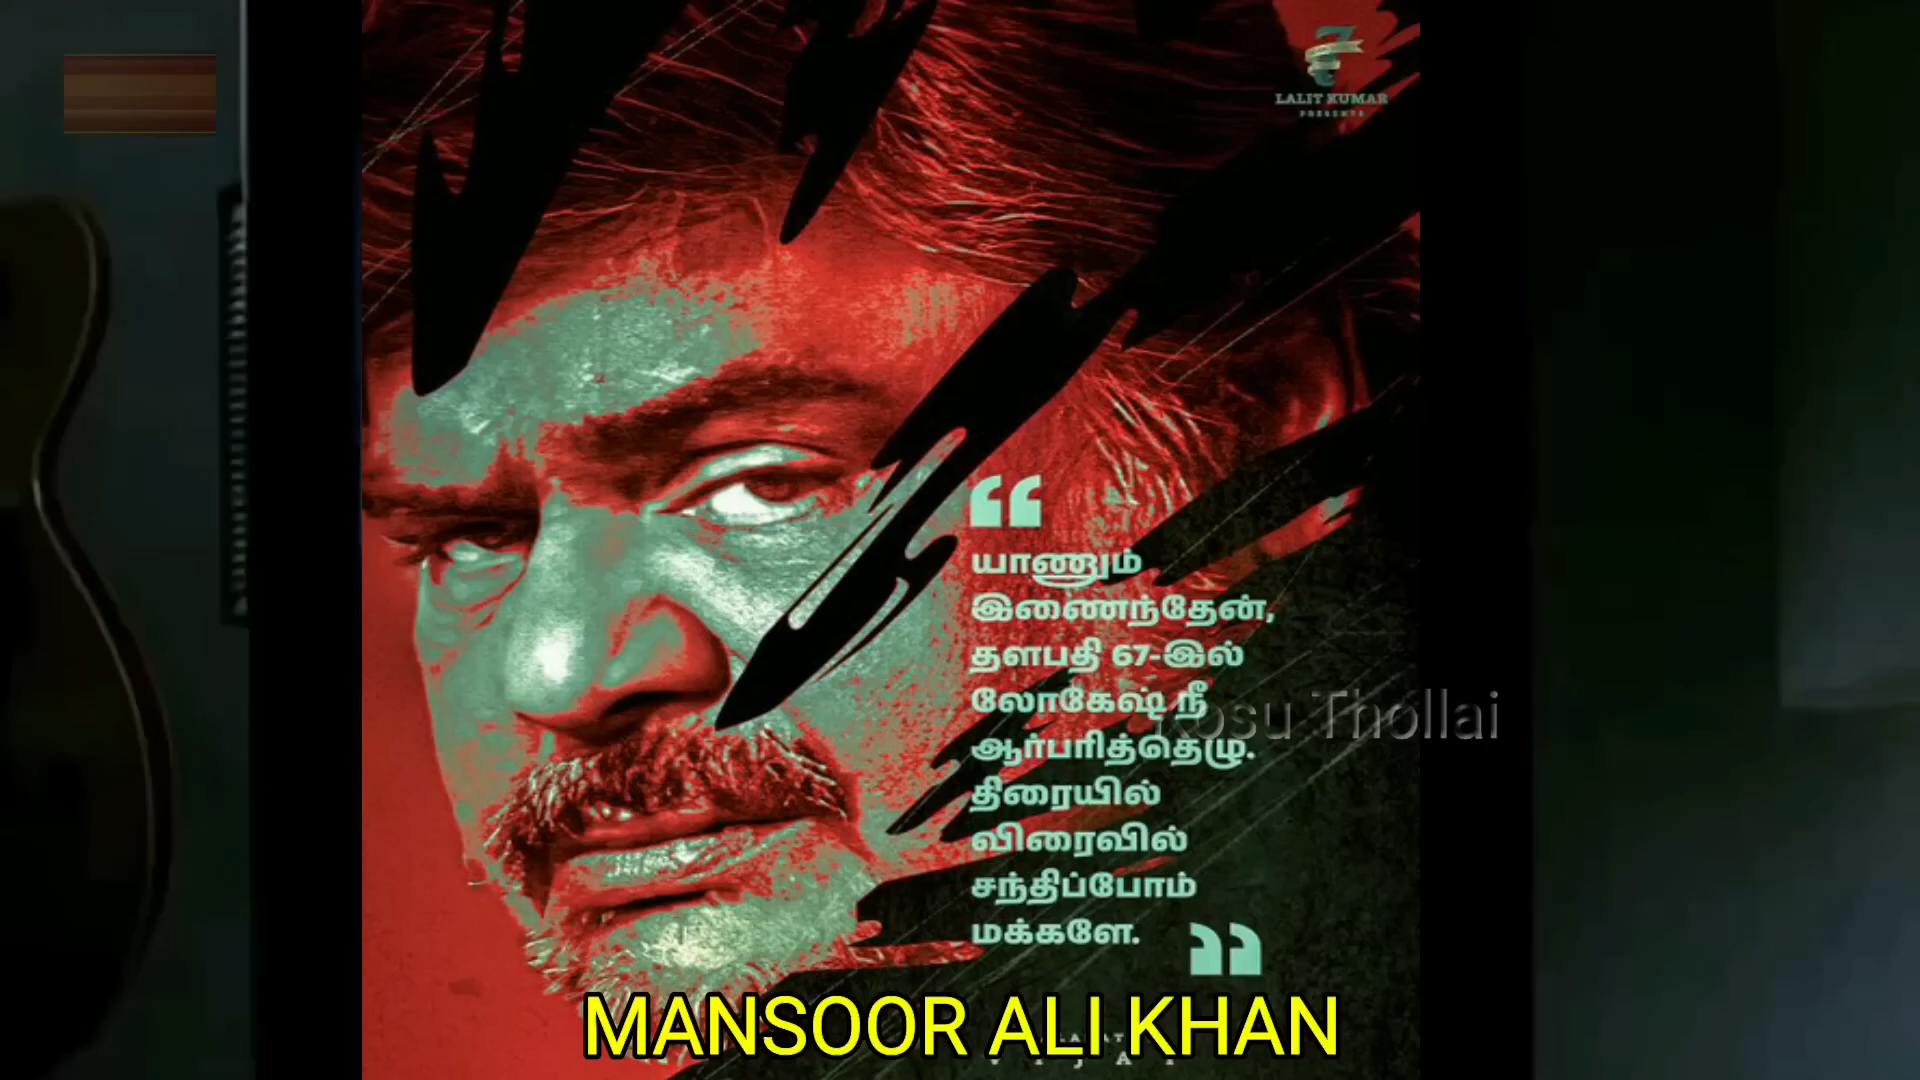 LALIT KUMAR
PRESENTS
“
யாணும்
இணைந்தேன்,
தளபதி 67-இல்
லோகேஷ் நீ
ஆர்பரித்தெழு.
திரையில்
விரைவில்
சந்திப்போம்
மக்களே.
”
Kosu Thollai
MANSOOR ALI KHAN